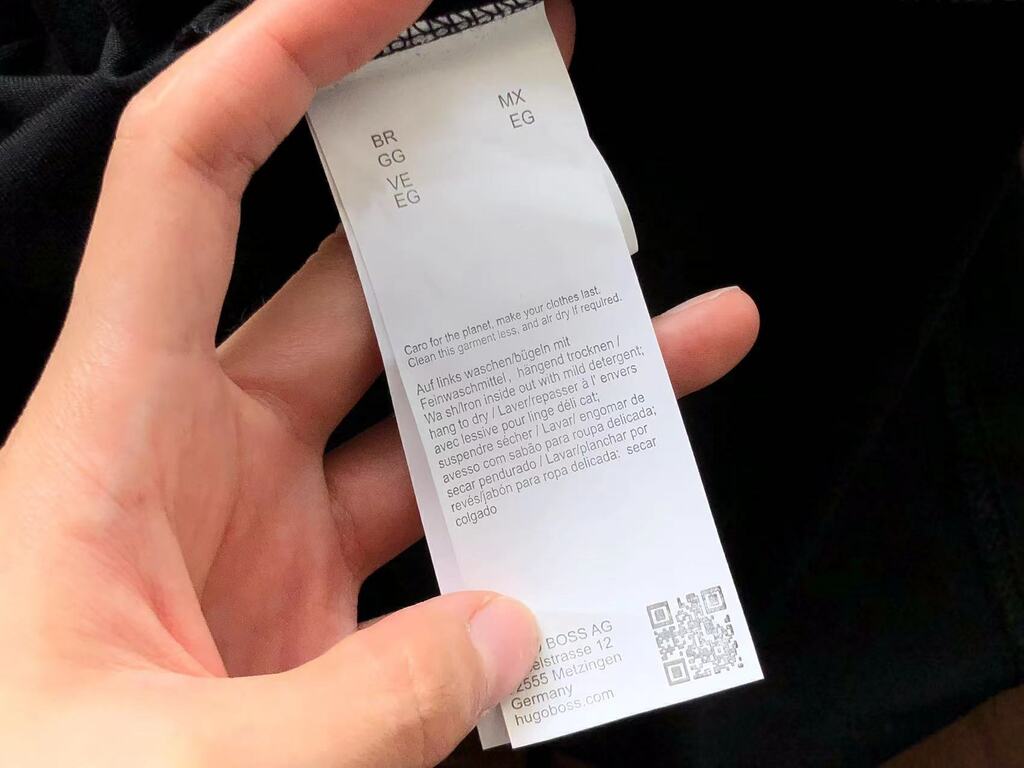 BR
GG
VE
EG
MX
EG
Caro for the planet, make your clothes last.
Clean this garment less, and air dry if required.
Auf links waschen/bügeln mit
Feinwaschmittel, hängend trocknen /
Wa sh/Iron inside out with mild detergent;
hang to dry / Laver/repasser à l' envers
avec lessive pour linge déli cat;
suspendre sécher / Lavar/ engomar de
avesso com sabão para roupa delicada;
secar pendurado / Lavar/planchar por
revés/jabón para ropa delicada: secar
colgado
BOSS AG
12
Metzingen
Germany
hugoboss.com